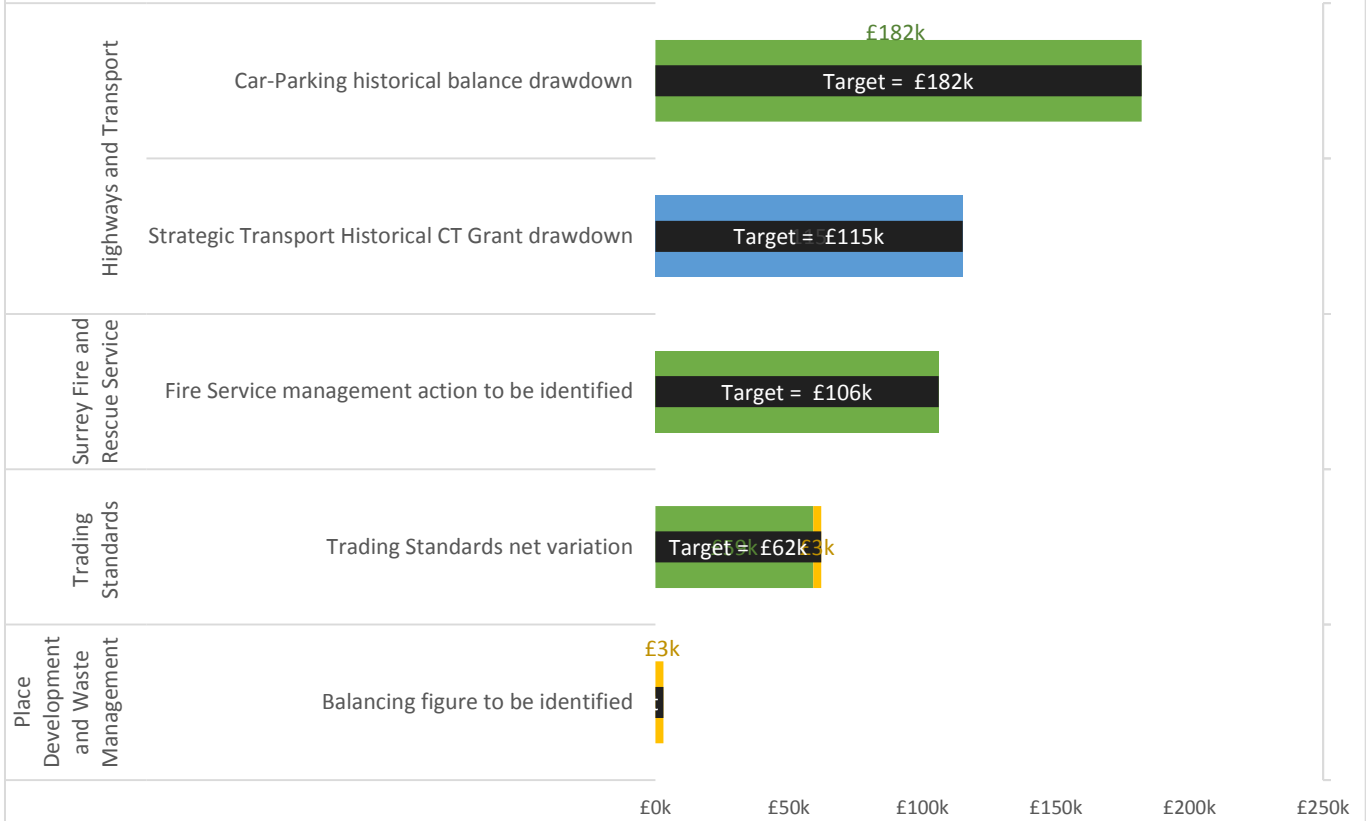 Highways and Transport
£182k
Car-Parking historical balance drawdown
Target = £182k
Strategic Transport Historical CT Grant drawdown
Target = £115k
Surrey Fire and
Rescue Service
Fire Service management action to be identified
Target = £106k
Trading
Standards
Trading Standards net variation
Target = £62k
£59k
£3k
Place
Development
and Waste
Management
£3k
Balancing figure to be identified
£0k £50k £100k £150k £200k £250k